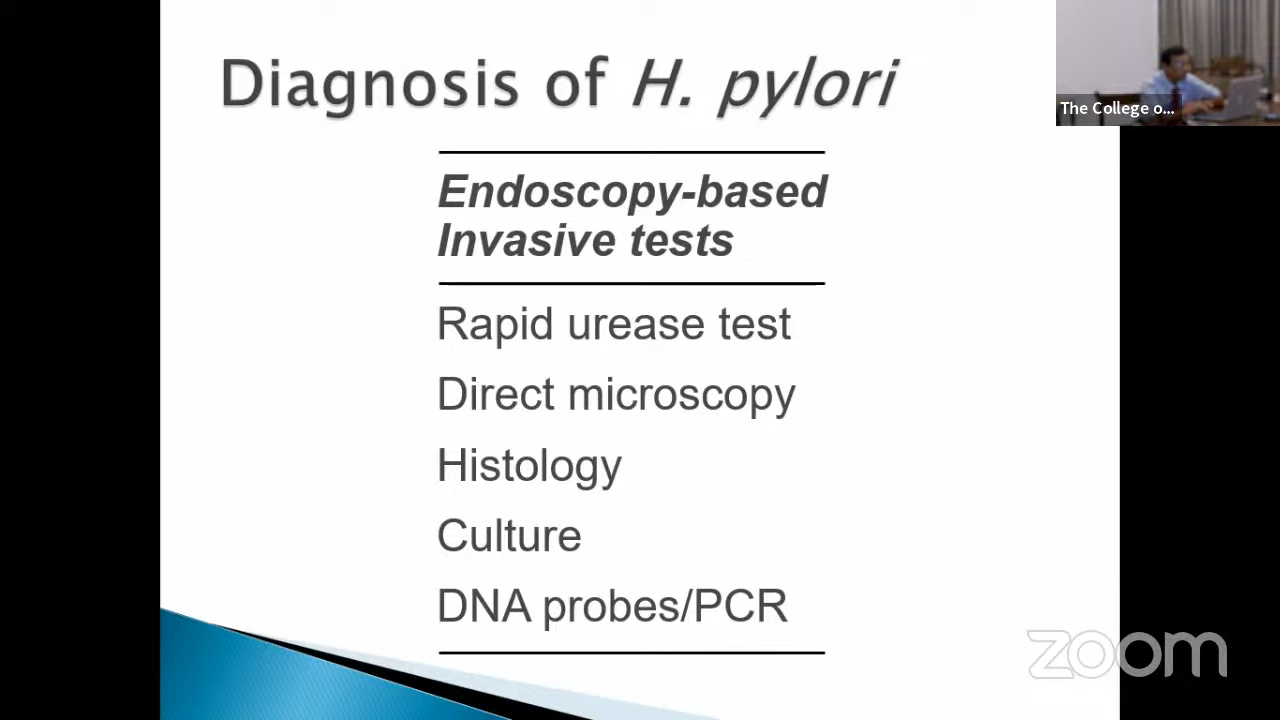 Diagnosis of H. pylori
The College o...
Endoscopy-based
Invasive tests
Rapid urease test
Direct microscopy
Histology
Culture
DNA probes/PCR
zoom